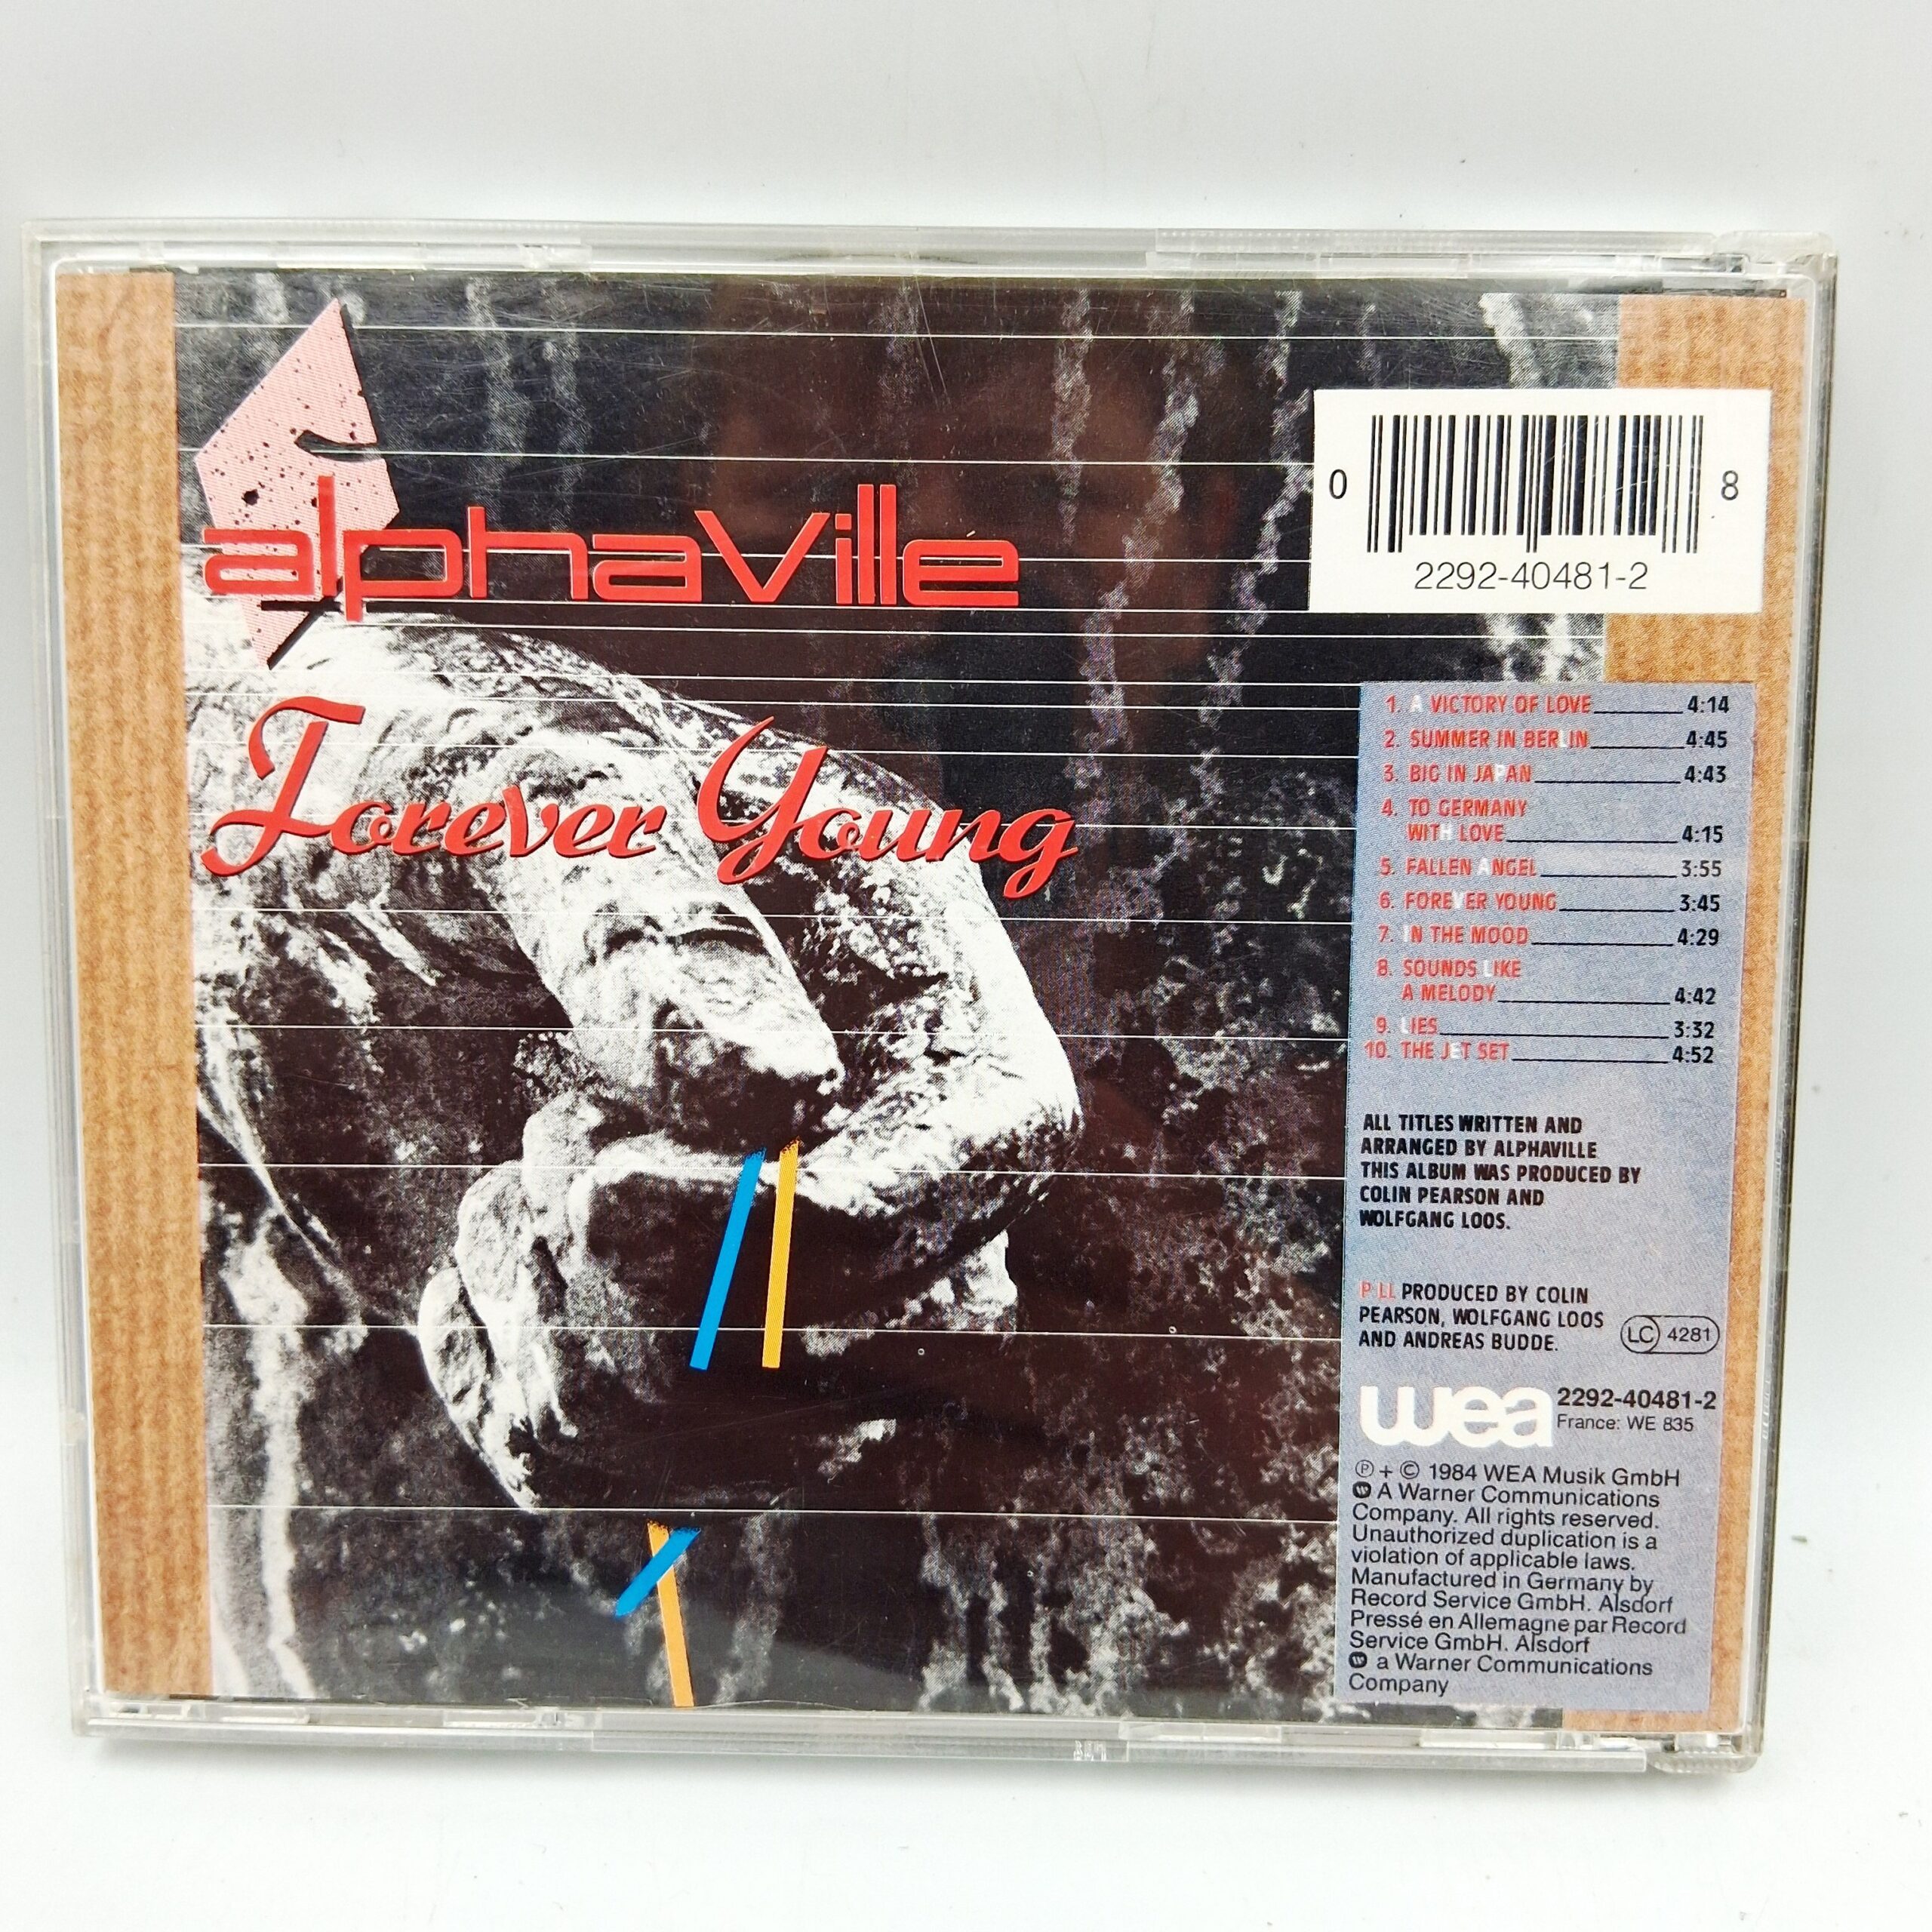 alphaVille
Forever Young
0 8
2292-40481-2
1. A VICTORY OF LOVE 4:14
2. SUMMER IN BERLIN 4:45
3. BIG IN JAPAN 4:43
4. TO GERMANY
WITH LOVE 4:15
5. FALLEN ANGEL 3:55
6. FOREVER YOUNG 3:45
7. IN THE MOOD 4:29
8. SOUNDS LIKE
A MELODY 4:42
9. LIES 3:32
10. THE JET SET 4:52
ALL TITLES WRITTEN AND
ARRANGED BY ALPHAVILLE
THIS ALBUM WAS PRODUCED BY
COLIN PEARSON AND
WOLFGANG LOOS.
PRODUCED BY COLIN
PEARSON, WOLFGANG LOOS
AND ANDREAS BUDDE.
LC 4281
wea 2292-40481-2
France: WE 835
℗ + © 1984 WEA Musik GmbH
A Warner Communications
Company. All rights reserved.
Unauthorized duplication is a
violation of applicable laws.
Manufactured in Germany by
Record Service GmbH. Alsdorf
Pressé en Allemagne par Record
Service GmbH. Alsdorf
a Warner Communications
Company